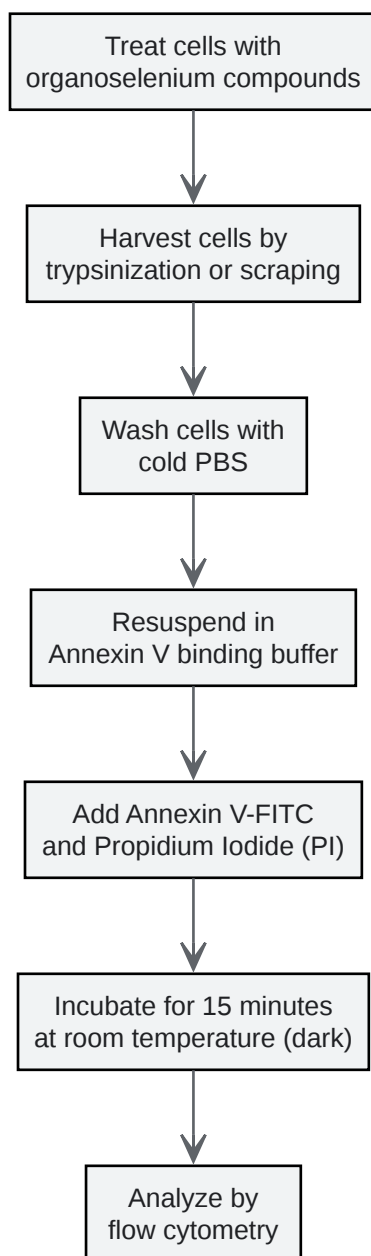 Treat cells with
organoselenium compounds
Harvest cells by
trypsinization or scraping
Wash cells with
cold PBS
Resuspend in
Annexin V binding buffer
Add Annexin V-FITC
and Propidium Iodide (PI)
Incubate for 15 minutes
at room temperature (dark)
Analyze by
flow cytometry